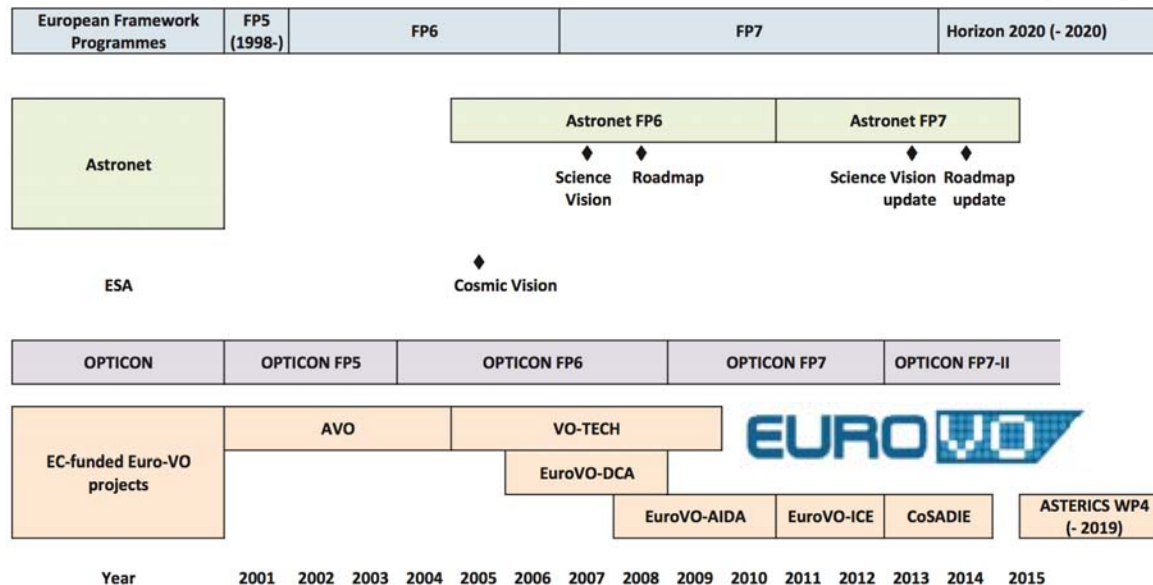 European Framework
Programmes
FP5
(1998-)
FP6
FP7
Horizon 2020 (- 2020)
Astronet
Astronet FP6
Astronet FP7
Science
Vision
Roadmap
Science Vision
update
Roadmap
update
ESA
Cosmic Vision
OPTICON
OPTICON FP5
OPTICON FP6
OPTICON FP7
OPTICON FP7-II
EC-funded Euro-VO
projects
AVO
VO-TECH
EURO VO
EuroVO-DCA
EuroVO-AIDA
EuroVO-ICE
CoSADIE
ASTERICS WP4
(- 2019)
Year 2001 2002 2003 2004 2005 2006 2007 2008 2009 2010 2011 2012 2013 2014 2015